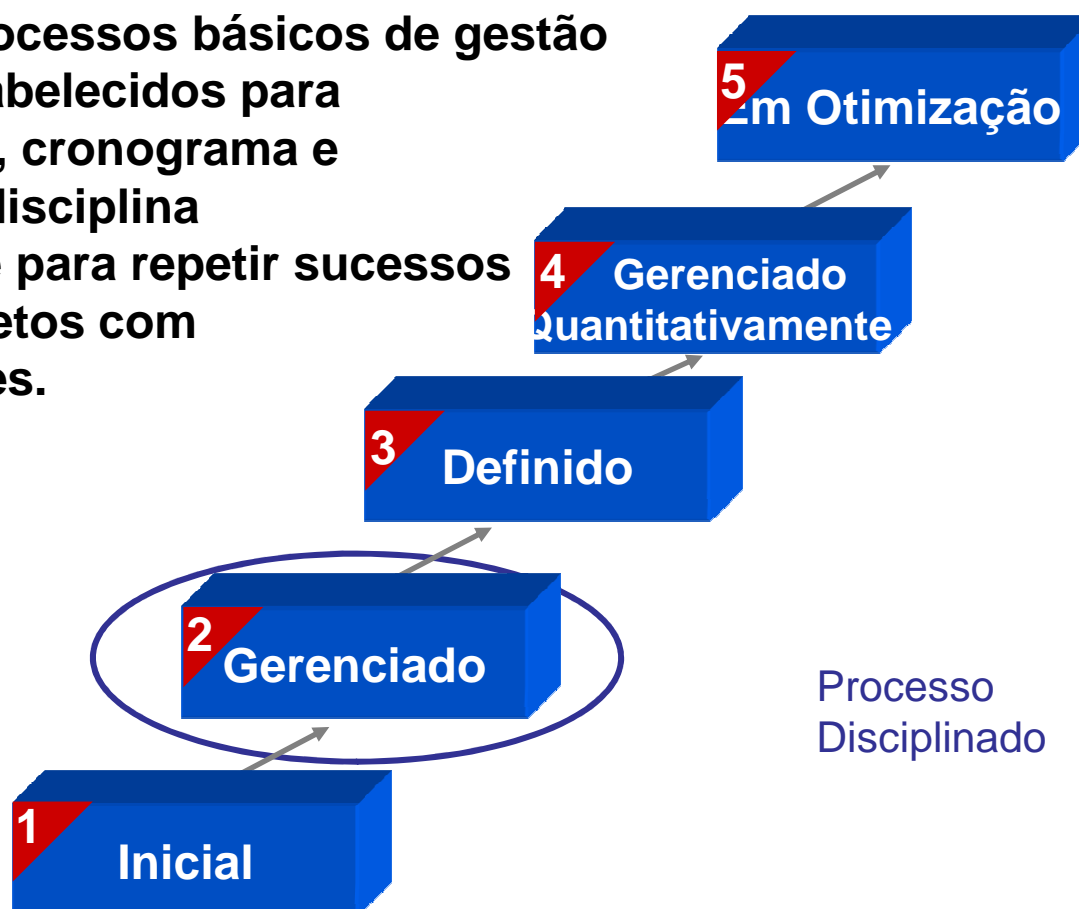 ocessos básicos de gestão
abelecidos para
, cronograma e
disciplina
e para repetir sucessos
etos com
es.
5
Em Otimização
4
Gerenciado
Quantitativamente
3
Definido
2
Gerenciado
Processo
Disciplinado
1
Inicial